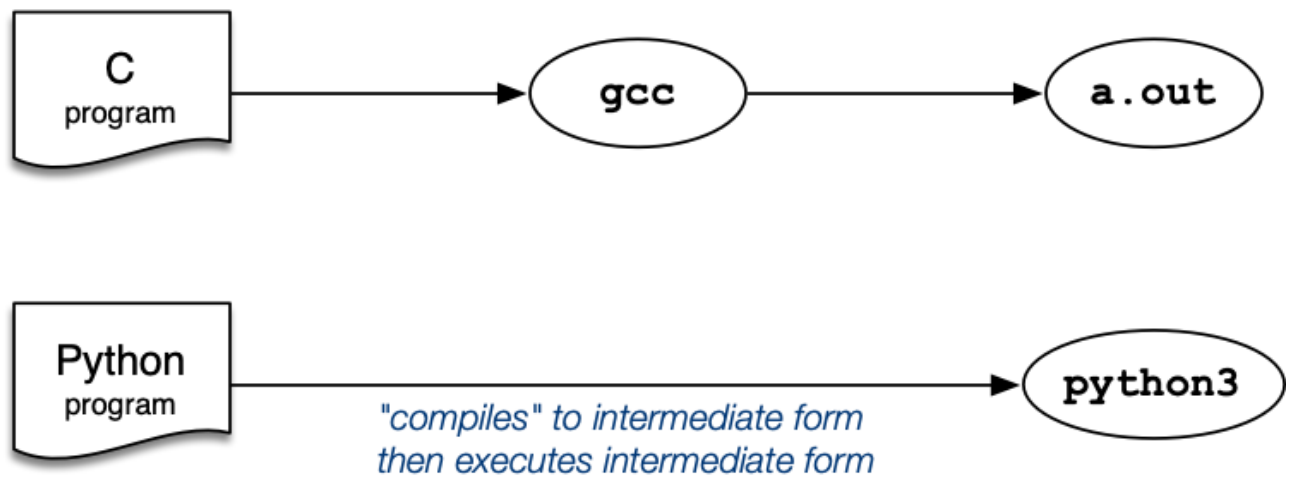 C
program
gcc
a.out
Python
program
python3
"compiles" to intermediate form
then executes intermediate form